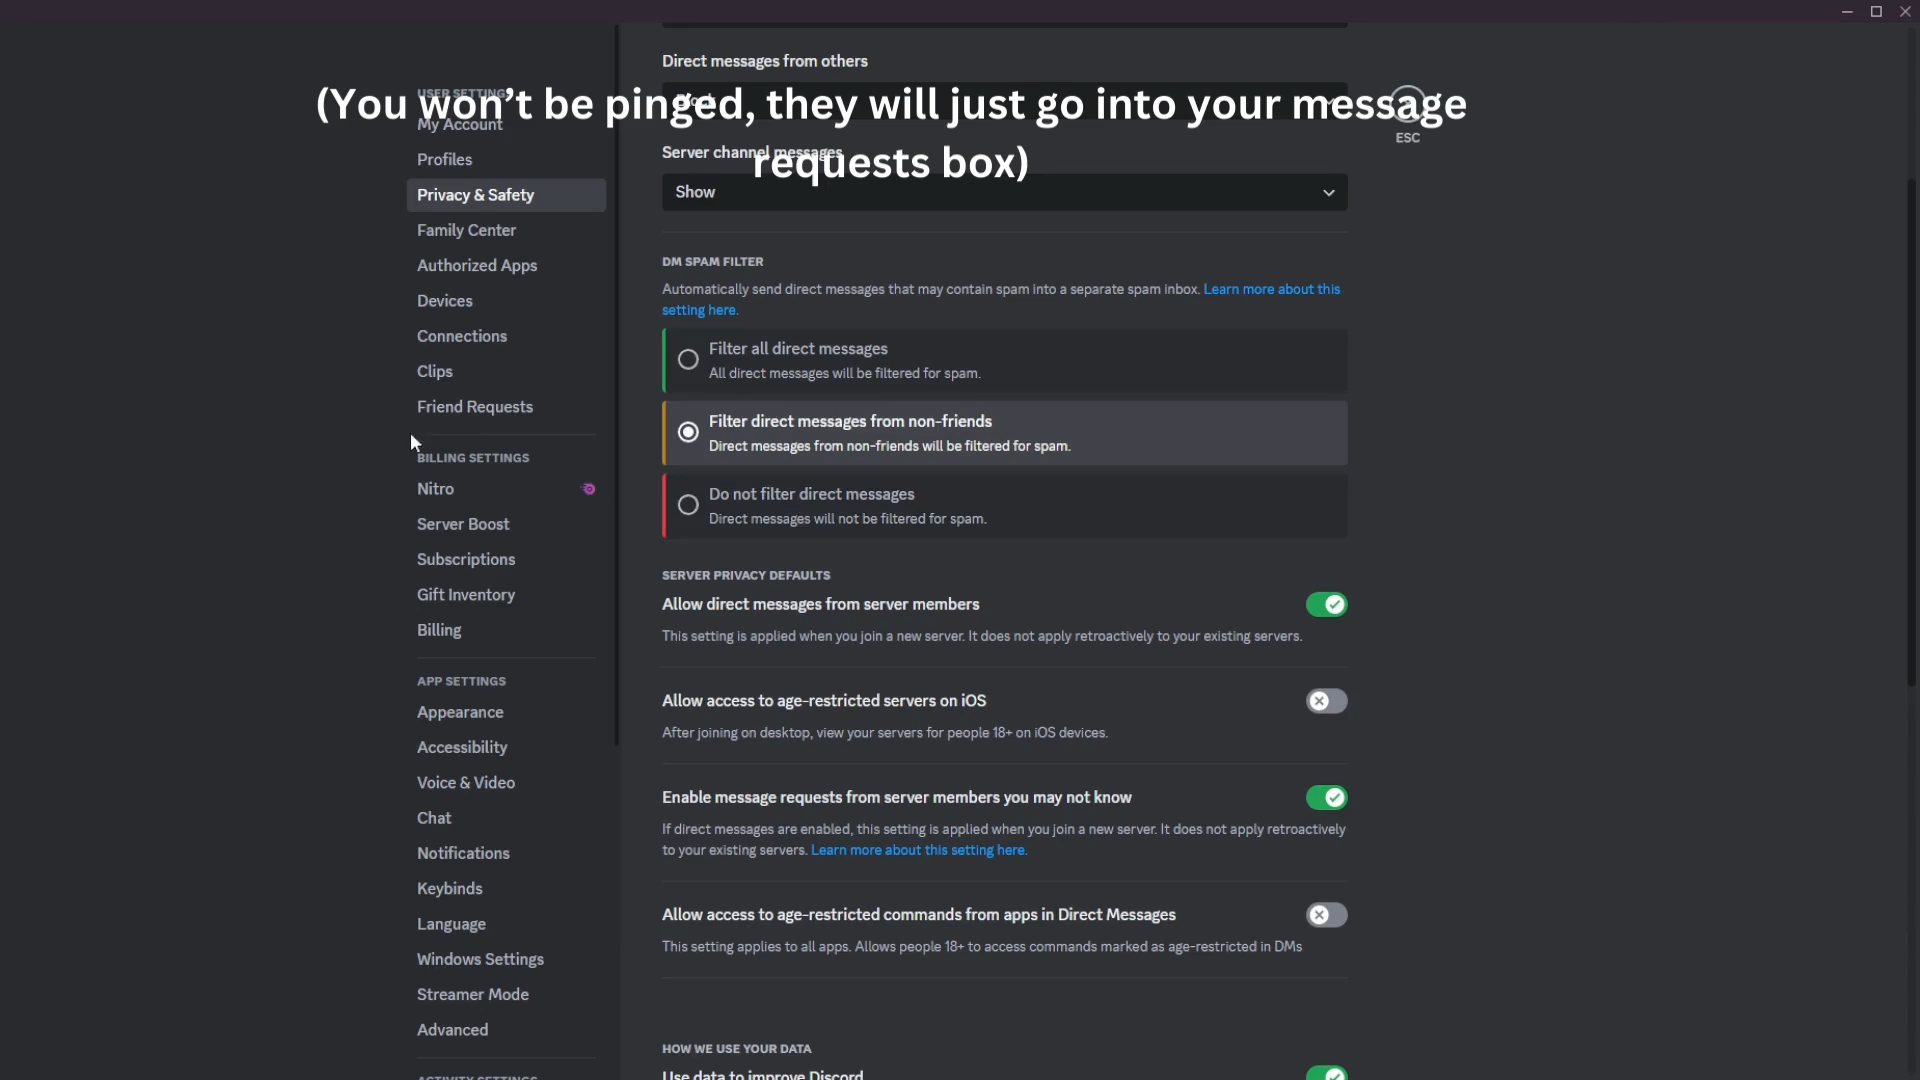 Direct messages from others
(You won't be pinged, they will just go into your message
requests box)
ESC
USER SETTINGS
My Account
Profiles
Privacy & Safety
Family Center
Authorized Apps
Devices
Connections
Clips
Friend Requests
BILLING SETTINGS
Nitro
Server Boost
Subscriptions
Gift Inventory
Billing
APP SETTINGS
Appearance
Accessibility
Voice & Video
Chat
Notifications
Keybinds
Language
Windows Settings
Streamer Mode
Advanced
ACTIVITY SETTINGS
Block
Server channel messages
Show
DM SPAM FILTER
Automatically send direct messages that may contain spam into a separate spam inbox. Learn more about this
setting here.
Filter all direct messages
All direct messages will be filtered for spam.
Filter direct messages from non-friends
Direct messages from non-friends will be filtered for spam.
Do not filter direct messages
Direct messages will not be filtered for spam.
SERVER PRIVACY DEFAULTS
Allow direct messages from server members
This setting is applied when you join a new server. It does not apply retroactively to your existing servers.
Allow access to age-restricted servers on iOS
After joining on desktop, view your servers for people 18+ on iOS devices.
Enable message requests from server members you may not know
If direct messages are enabled, this setting is applied when you join a new server. It does not apply retroactively
to your existing servers. Learn more about this setting here.
Allow access to age-restricted commands from apps in Direct Messages
This setting applies to all apps. Allows people 18+ to access commands marked as age-restricted in DMs
HOW WE USE YOUR DATA
Use data to improve Discord